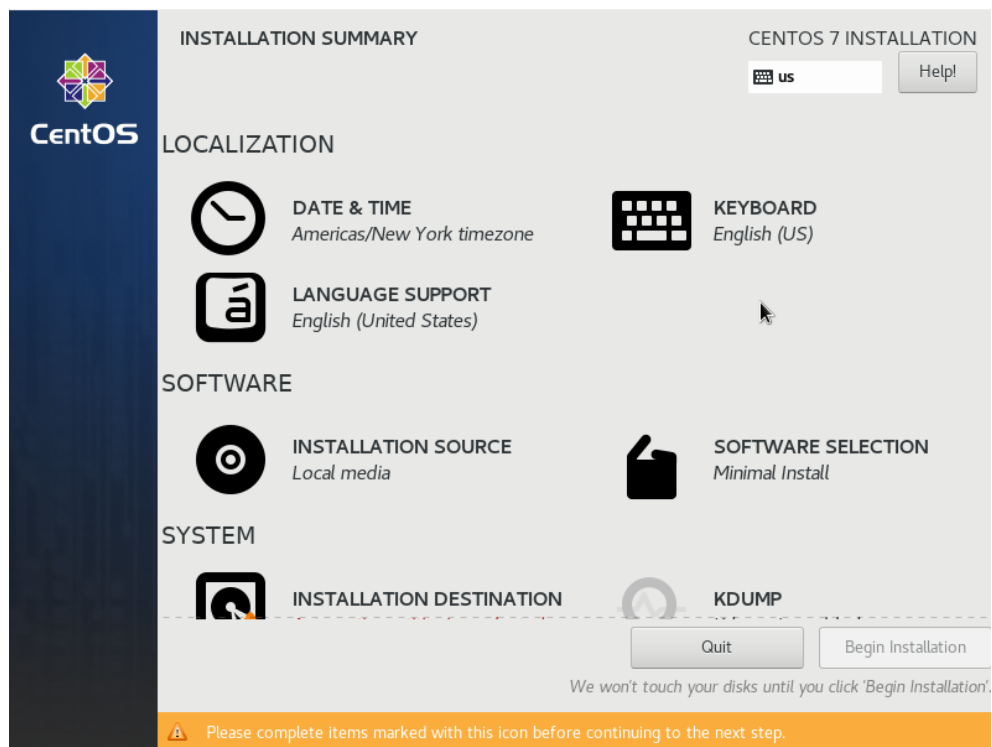 INSTALLATION SUMMARY
CENTOS 7 INSTALLATION
us
Help!
CentOS
LOCALIZATION
DATE & TIME
Americas/New York timezone
KEYBOARD
English (US)
á
LANGUAGE SUPPORT
English (United States)
SOFTWARE
INSTALLATION SOURCE
Local media
SOFTWARE SELECTION
Minimal Install
SYSTEM
INSTALLATION DESTINATION
KDUMP
Quit
Begin Installation
We won't touch your disks until you click 'Begin Installation'.
Please complete items marked with this icon before continuing to the next step.